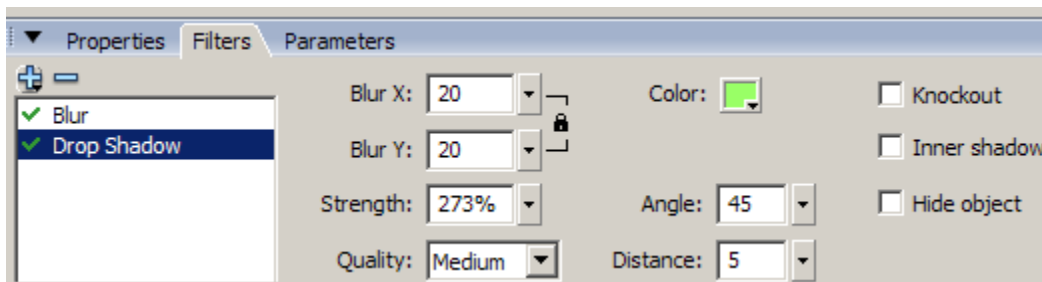 Properties Filters Parameters
Blur
Drop Shadow
Blur X: 20
Blur Y: 20
Strength: 273%
Quality: Medium
Color:
Angle: 45
Distance: 5
Knockout
Inner shadow
Hide object